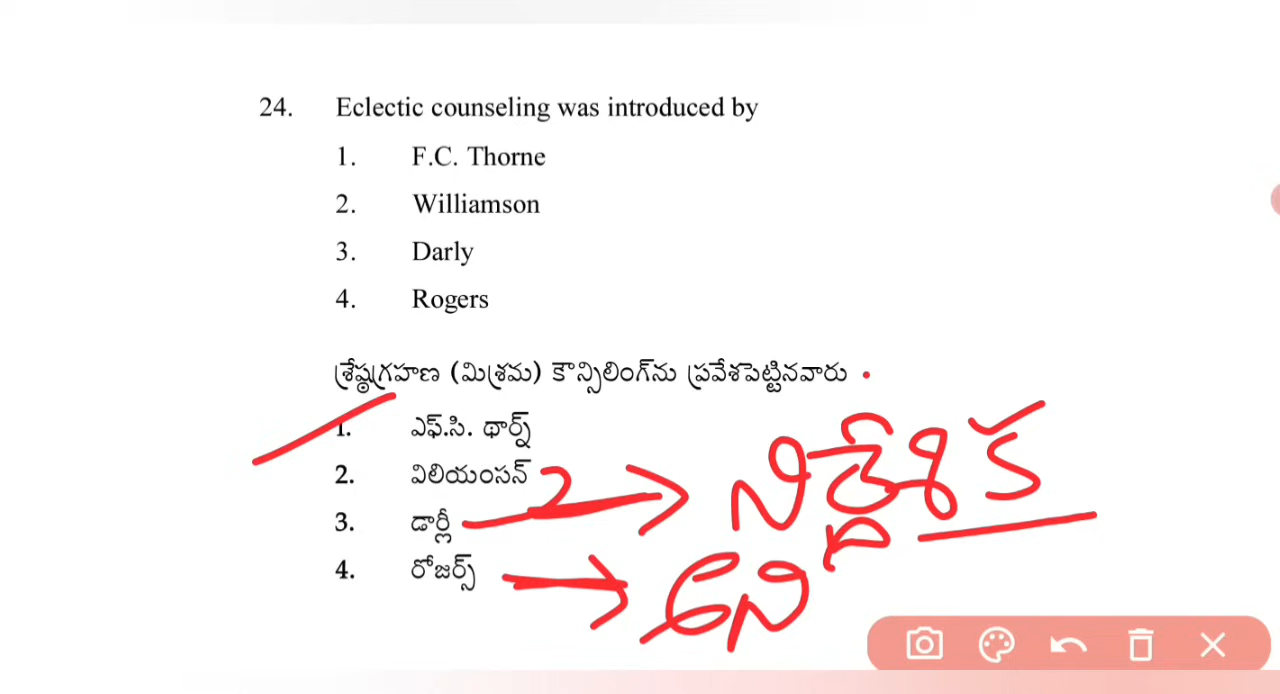 24. Eclectic counseling was introduced by
1. F.C. Thorne
2. Williamson
3. Darly
4. Rogers
శ్రేష్ఠగ్రహణ (మిశ్రమ) కౌన్సిలింగ్‌ను ప్రవేశపెట్టినవారు
1. ఎఫ్.సి. థార్న్
2. విలియంసన్
3. డార్లీ
4. రోజర్స్
నిర్దేశిక
అని